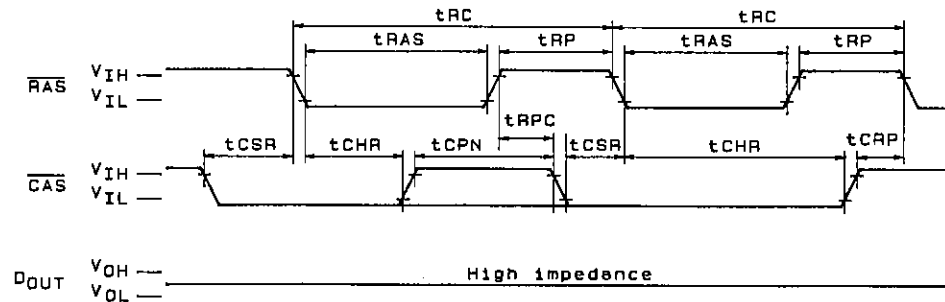 tRC tRC
tRAS tRP tRAS tRP
RAS VIH
VIL
tRPC
tCSR tCHR tCPN tCSR tCHR tCRP
CAS VIH
VIL
DOUT VOH High impedance
VOL